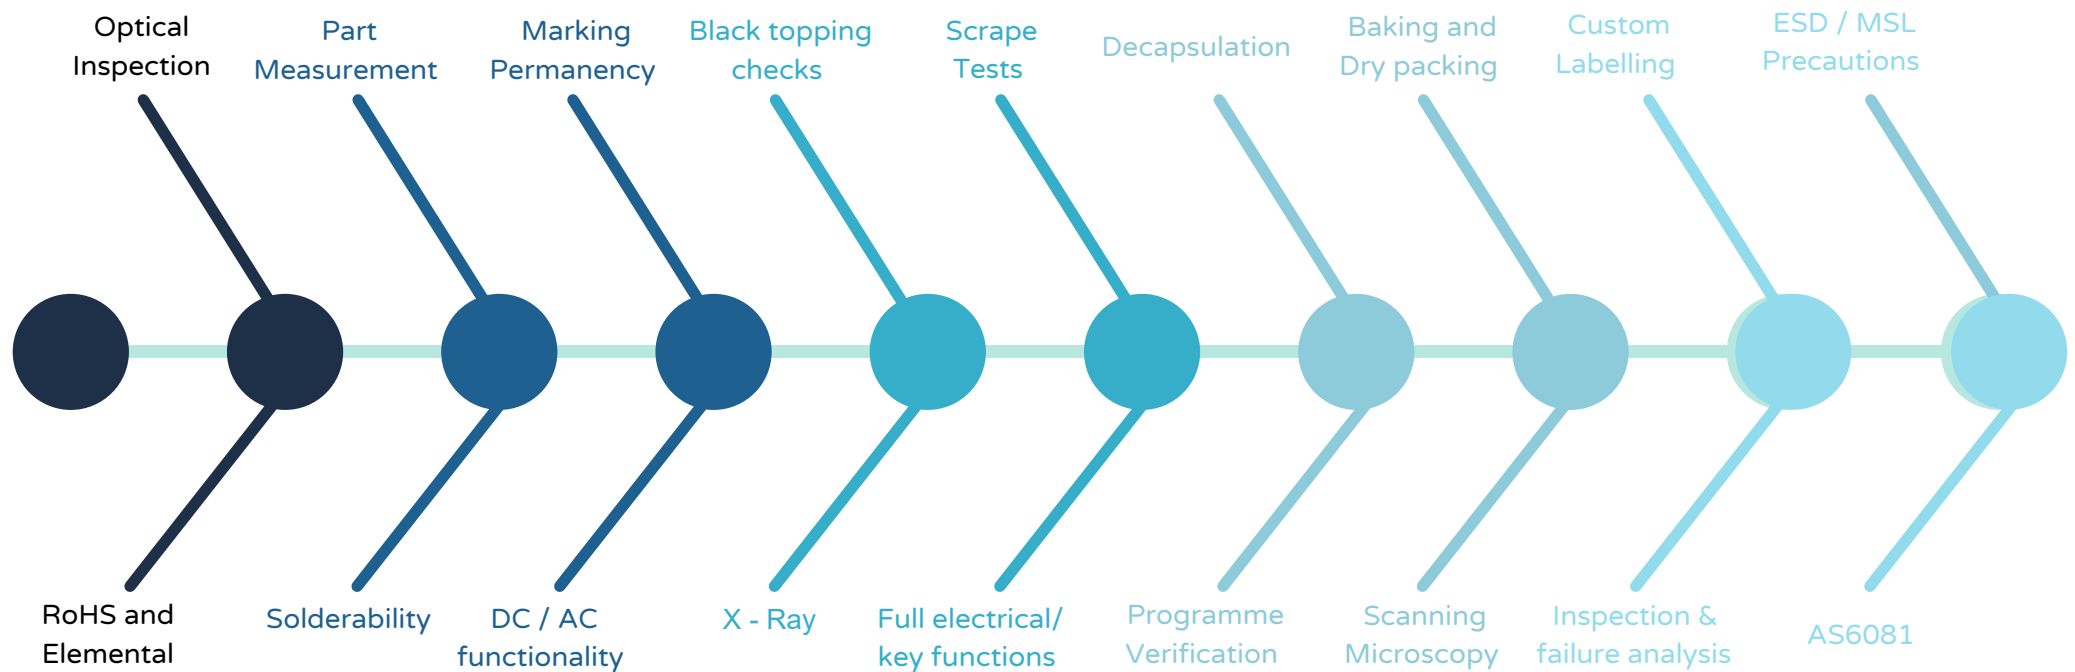 Optical
Inspection
Part
Measurement
Marking
Permanency
Black topping
checks
Scrape
Tests
Decapsulation
Baking and
Dry packing
Custom
Labelling
ESD / MSL
Precautions
RoHS and
Elemental
Solderability
DC / AC
functionality
X - Ray
Full electrical/
key functions
Programme
Verification
Scanning
Microscopy
Inspection &
failure analysis
AS6081